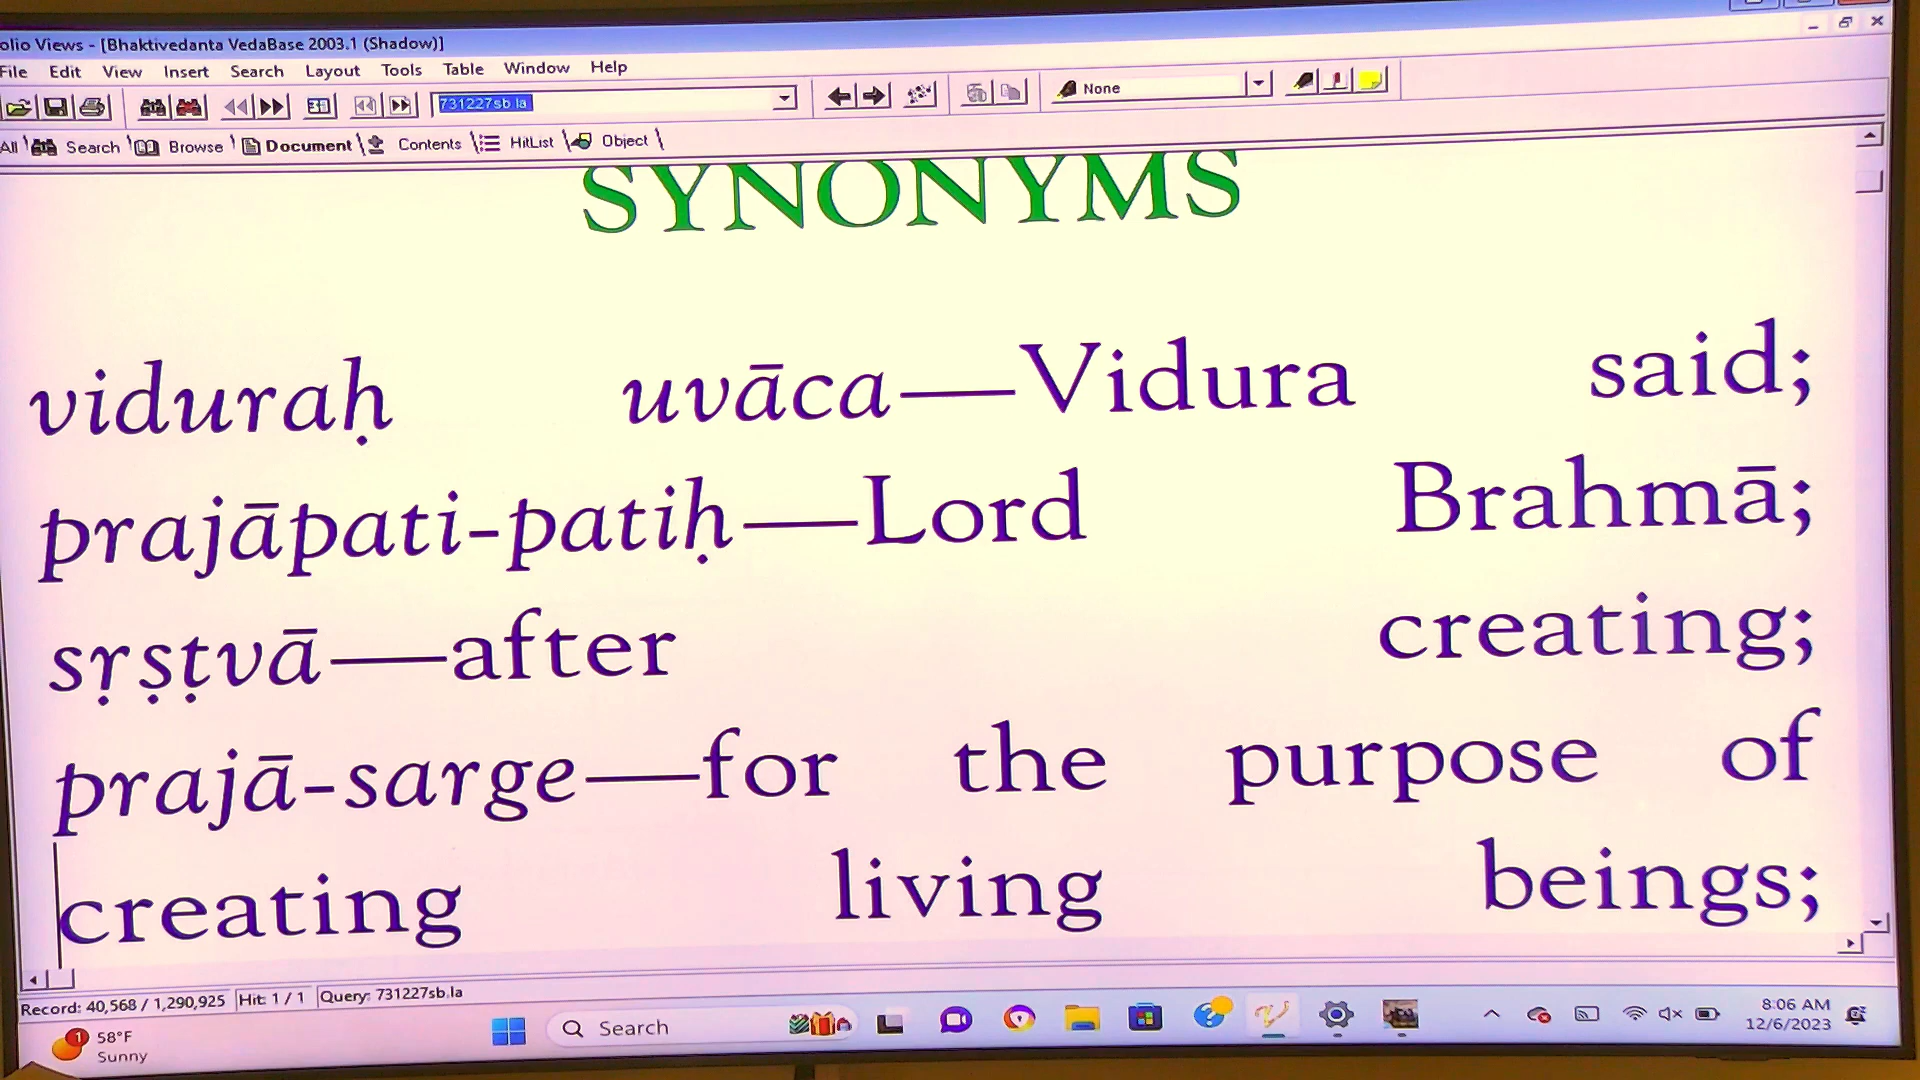 olio Views - [Bhaktivedanta VedaBase 2003.1 (Shadow)]
File Edit View Insert Search Layout Tools Table Window Help
731227sb.la None
All Search Browse Document Contents HitList Object
SYNONYMS
viduraḥ uvāca—Vidura said;
prajāpati-patiḥ—Lord Brahmā;
sṛṣṭvā—after creating;
prajā-sarge—for the purpose of
creating living beings;
Record: 40,568 / 1,290,925 Hit: 1 / 1 Query: 731227sb.la
1 58°F
Sunny
Search
8:06 AM
12/6/2023